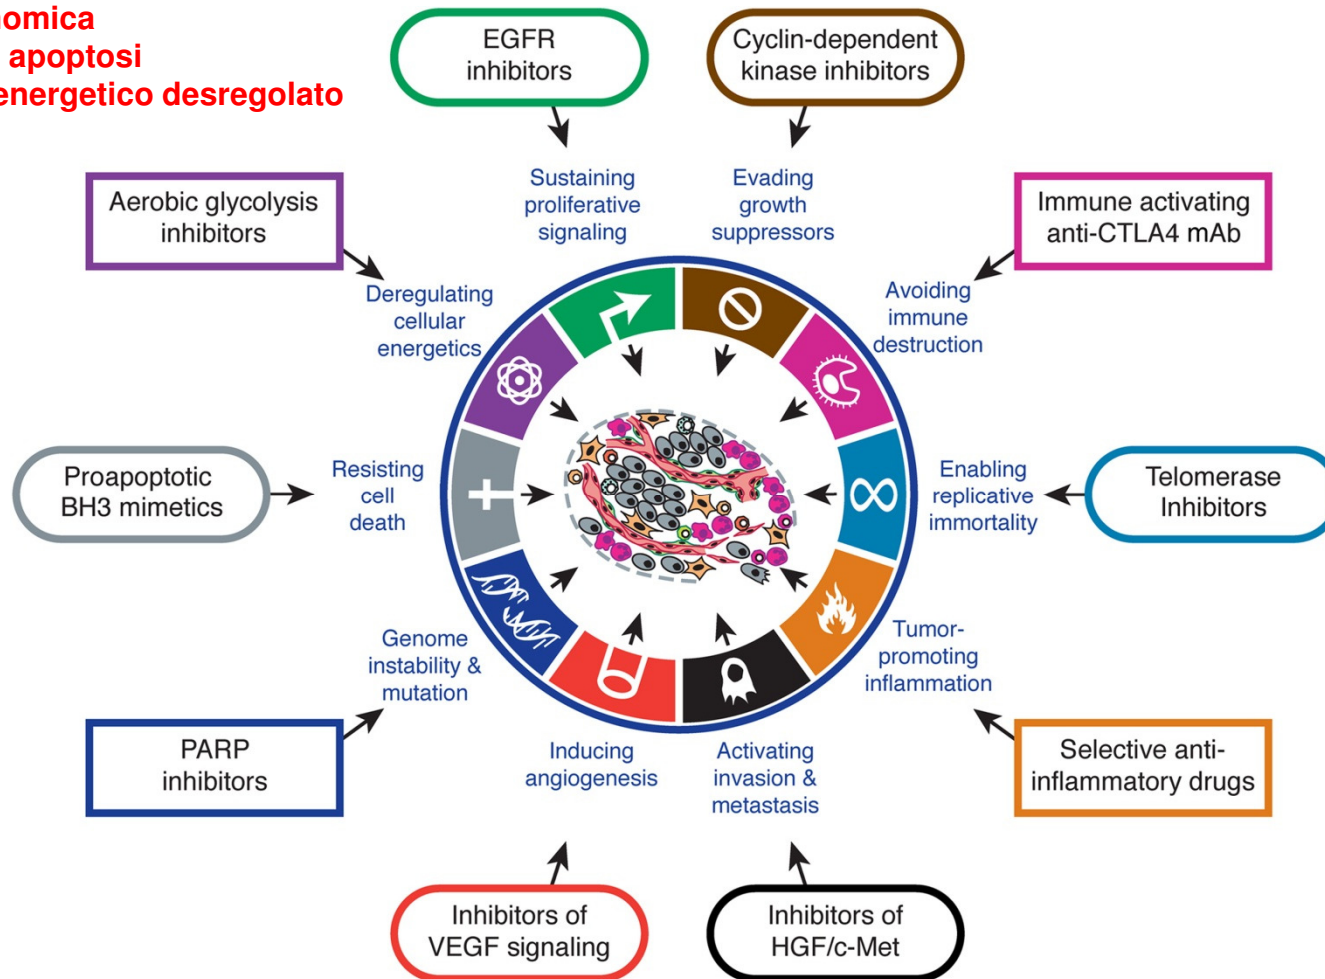 apoptosi
energetico desregolato
EGFR
inhibitors
Cyclin-dependent
kinase inhibitors
Aerobic glycolysis
inhibitors
Sustaining
proliferative
signaling
Evading
growth
suppressors
Immune activating
anti-CTLA4 mAb
Deregulating
cellular
energetics
Avoiding
immune
destruction
Proapoptotic
BH3 mimetics
Resisting
cell
death
Enabling
replicative
immortality
Telomerase
Inhibitors
Genome
instability &
mutation
Tumor-
promoting
inflammation
PARP
inhibitors
Inducing
angiogenesis
Activating
invasion &
metastasis
Selective anti-
inflammatory drugs
Inhibitors of
VEGF signaling
Inhibitors of
HGF/c-Met